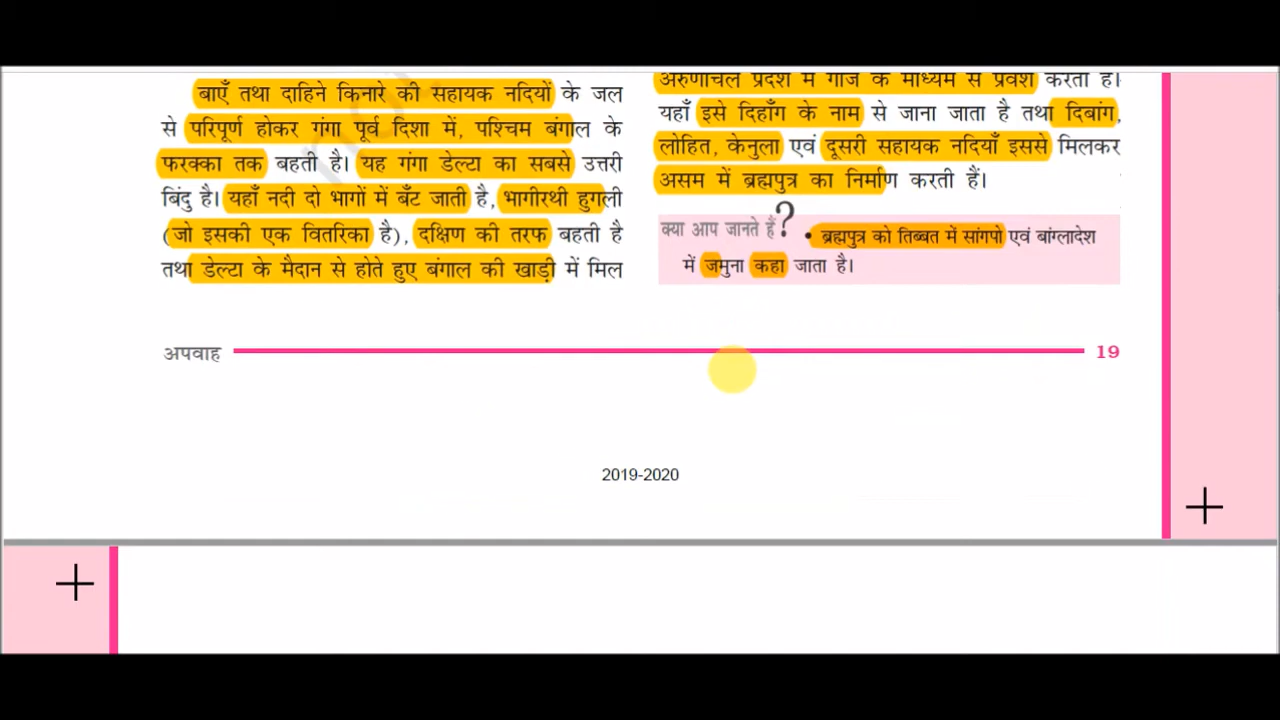 बाएँ तथा दाहिने किनारे की सहायक नदियों के जल
से परिपूर्ण होकर गंगा पूर्व दिशा में, पश्चिम बंगाल के
फरक्का तक बहती है। यह गंगा डेल्टा का सबसे उत्तरी
बिंदु है। यहाँ नदी दो भागों में बँट जाती है, भागीरथी हुगली
(जो इसकी एक वितरिका है), दक्षिण की तरफ बहती है
तथा डेल्टा के मैदान से होते हुए बंगाल की खाड़ी में मिल
अरुणाचल प्रदेश में गॉर्ज के माध्यम से प्रवेश करती है।
यहाँ इसे दिहाँग के नाम से जाना जाता है तथा दिबांग,
लोहित, केनुला एवं दूसरी सहायक नदियाँ इससे मिलकर
असम में ब्रह्मपुत्र का निर्माण करती हैं।
क्या आप जानते हैं? • ब्रह्मपुत्र को तिब्बत में सांगपो एवं बांग्लादेश
में जमुना कहा जाता है।
अपवाह 19
2019-2020